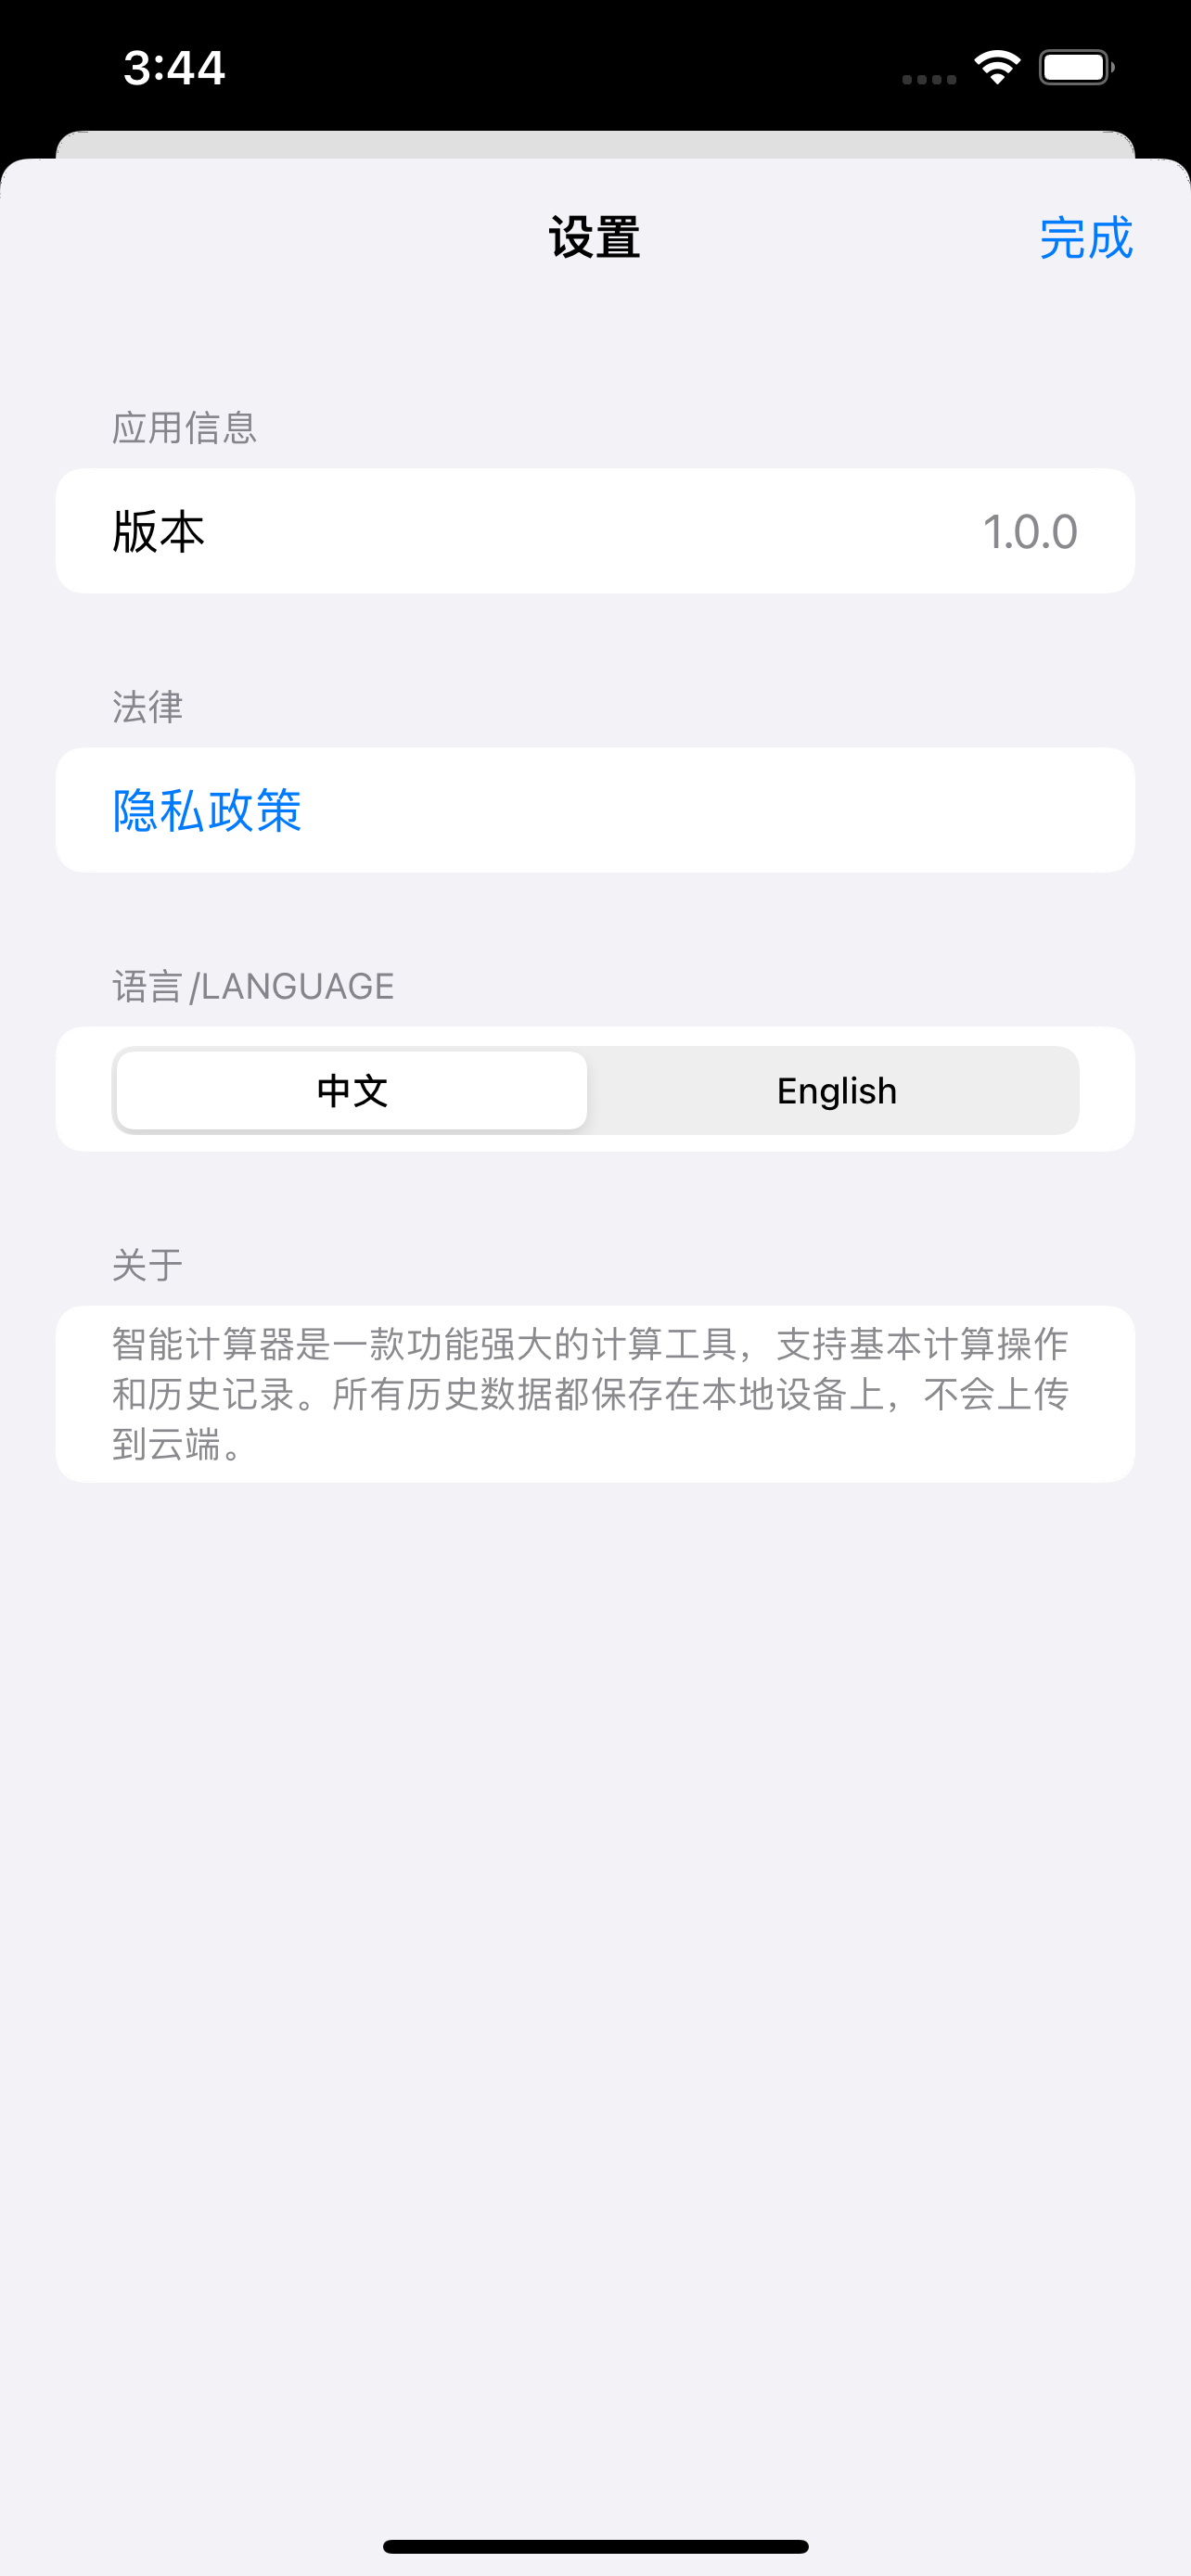 3:44
设置
完成
应用信息
版本
1.0.0
法律
隐私政策
语言/LANGUAGE
中文
English
关于
智能计算器是一款功能强大的计算工具，支持基本计算操作
和历史记录。所有历史数据都保存在本地设备上，不会上传
到云端。